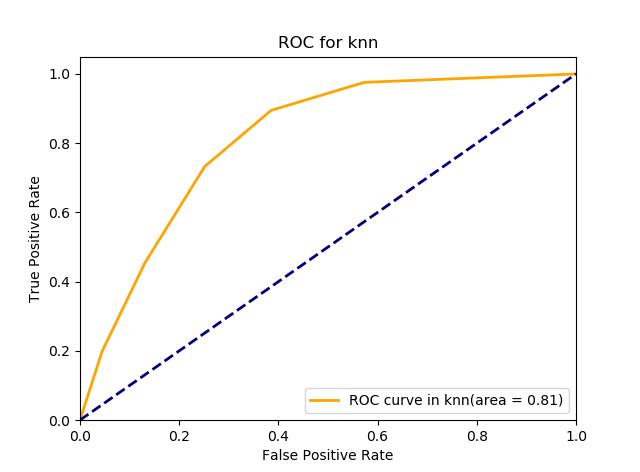 ROC for knn
True Positive Rate
1.0
0.8
0.6
0.4
0.2
0.0
ROC curve in knn(area = 0.81)
0.0 0.2 0.4 0.6 0.8 1.0
False Positive Rate